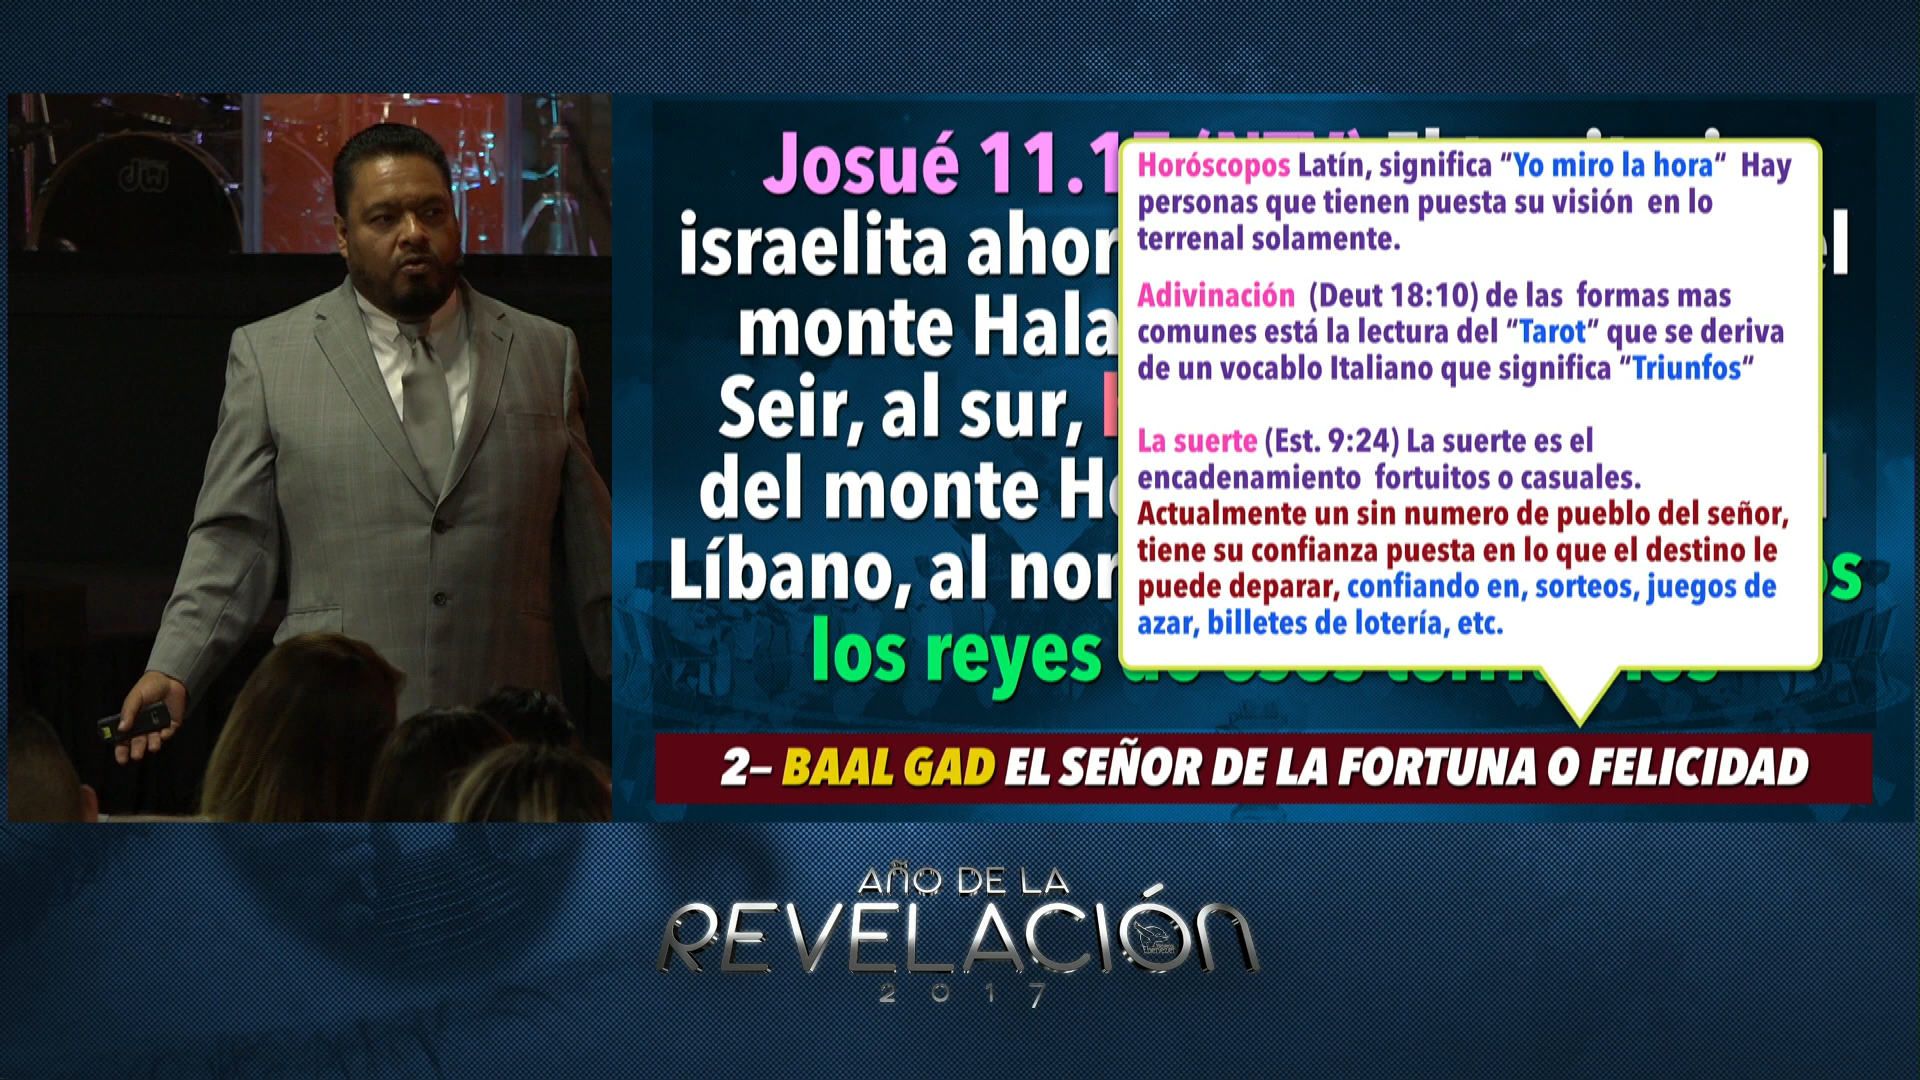 Josué 11.1
israelita ahor
el
monte Hala
Seir, al sur,
del monte H
Líbano, al nor
os
los reyes
Horóscopos Latín, significa “Yo miro la hora“ Hay
personas que tienen puesta su visión en lo
terrenal solamente.
Adivinación (Deut 18:10) de las formas mas
comunes está la lectura del “Tarot“ que se deriva
de un vocablo Italiano que significa “Triunfos“
La suerte (Est. 9:24) La suerte es el
encadenamiento fortuitos o casuales.
Actualmente un sin numero de pueblo del señor,
tiene su confianza puesta en lo que el destino le
puede deparar, confiando en, sorteos, juegos de
azar, billetes de lotería, etc.
2– BAAL GAD EL SEÑOR DE LA FORTUNA O FELICIDAD
dw
AÑO DE LA
REVELACIÓN
2017